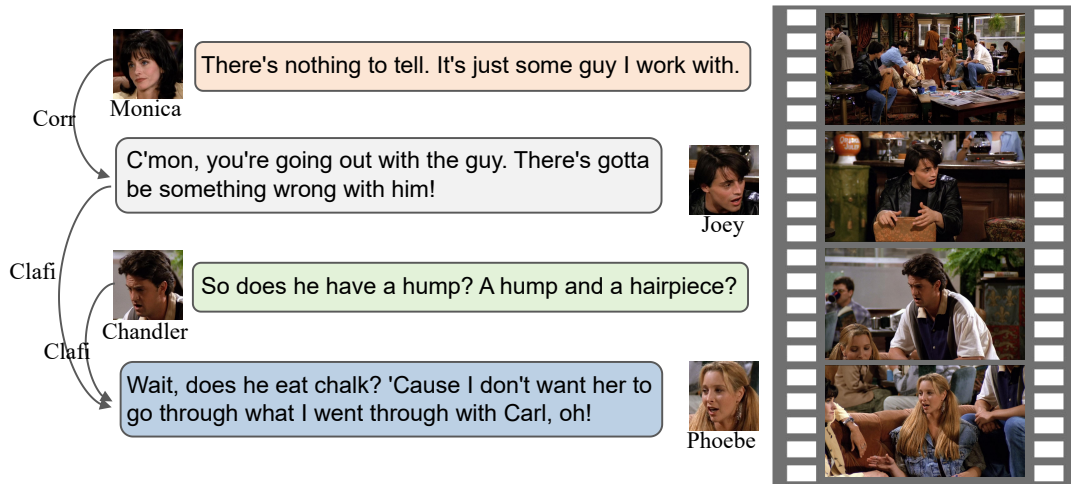 There's nothing to tell. It's just some guy I work with.
Monica
Corr
C'mon, you're going out with the guy. There's gotta
be something wrong with him!
Joey
Clafi
So does he have a hump? A hump and a hairpiece?
Chandler
Clafi
Wait, does he eat chalk? 'Cause I don't want her to
go through what I went through with Carl, oh!
Phoebe